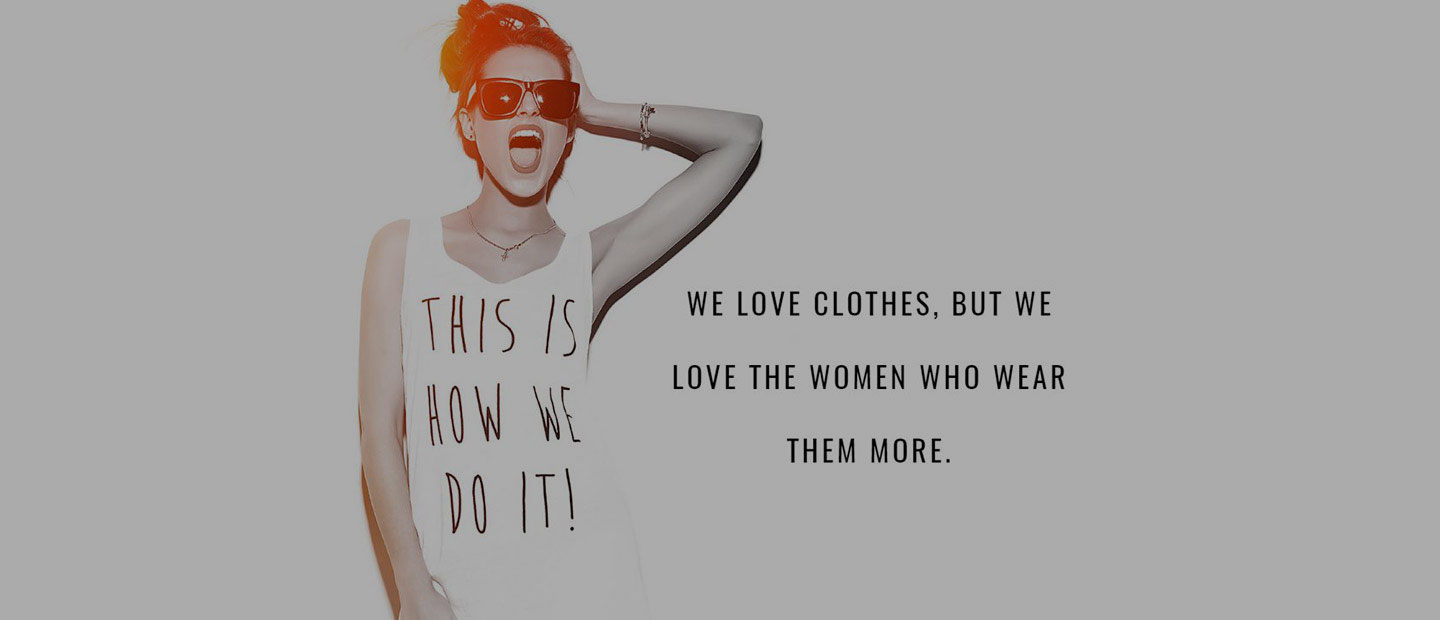 THIS IS
HOW WE
DO IT!
WE LOVE CLOTHES, BUT WE
LOVE THE WOMEN WHO WEAR
THEM MORE.